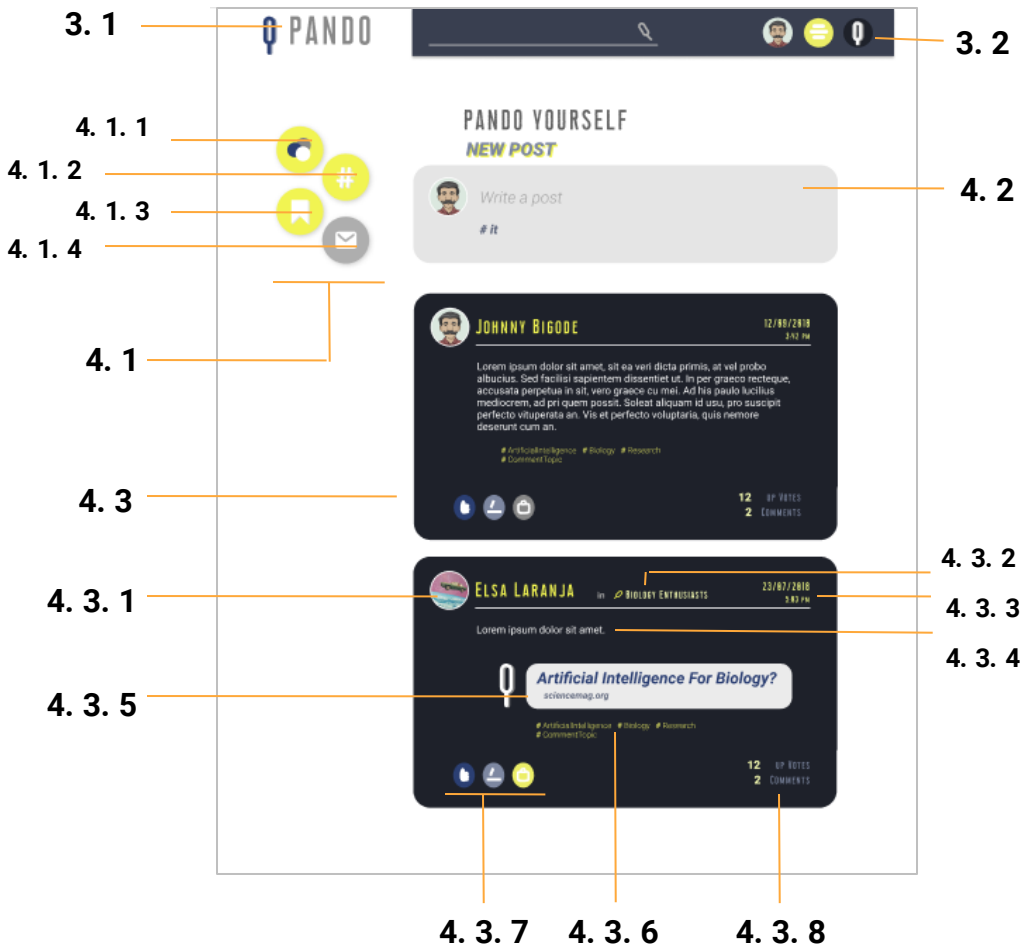 3. 1
PANDO
3. 2
4. 1. 1
4. 1. 2
4. 1. 3
4. 1. 4
4. 1
PANDO YOURSELF
NEW POST
Write a post
# it
4. 2
JOHNNY BIGODE
12/09/2018
3:42 PM
Lorem ipsum dolor sit amet, sit ea veri dicta primis, at vel probo
albucius. Sed facilisi sapientem dissentiet ut. In per graeco recteque,
accusata perpetua in sit, vero graece cu mei. Ad his paulo lucilius
mediocrem, ad pri quem possit. Soleat aliquam id usu, pro suscipit
perfecto vituperata an. Vis et perfecto voluptaria, quis nemore
deserunt cum an.
# ArtificialIntelligence # Biology # Research
# CommentTopic
4. 3
12 UP VOTES
2 COMMENTS
4. 3. 1
ELSA LARANJA in BIOLOGY ENTHUSIASTS
23/07/2018
5:03 PM
4. 3. 2
4. 3. 3
4. 3. 4
Lorem ipsum dolor sit amet.
4. 3. 5
Artificial Intelligence For Biology?
sciencemag.org
# ArtificialIntelligence # Biology # Research
# CommentTopic
12 UP VOTES
2 COMMENTS
4. 3. 7
4. 3. 6
4. 3. 8